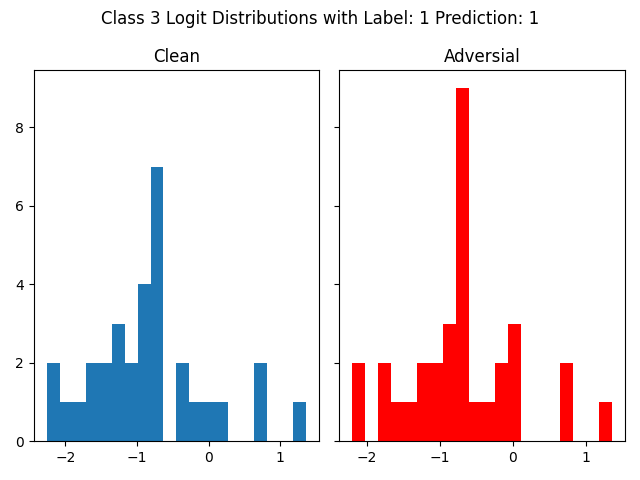 Class 3 Logit Distributions with Label: 1 Prediction: 1
Clean
Adversial
8
6
4
2
0
−2 −1 0 1
−2 −1 0 1